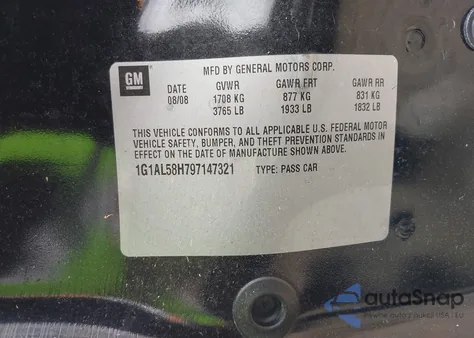 GM
MFD BY GENERAL MOTORS CORP.
DATE GVWR GAWR FRT GAWR RR
08/08 1708 KG 877 KG 831 KG
3765 LB 1933 LB 1832 LB
THIS VEHICLE CONFORMS TO ALL APPLICABLE U.S. FEDERAL MOTOR
VEHICLE SAFETY, BUMPER, AND THEFT PREVENTION STANDARDS IN
EFFECT ON THE DATE OF MANUFACTURE SHOWN ABOVE.
1G1AL58H797147321 TYPE: PASS CAR
autoSnap